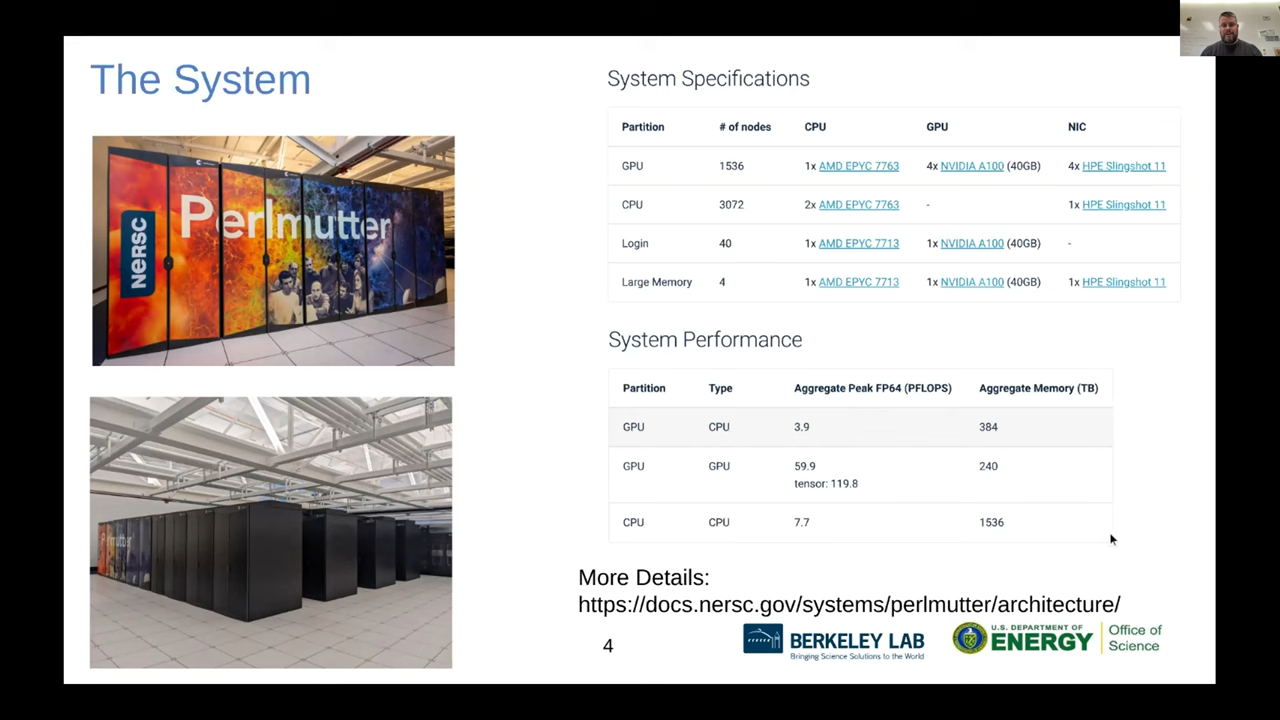 The System
NERSC
Perlmutter
Perlmutter
System Specifications
Partition # of nodes CPU GPU NIC
GPU 1536 1x AMD EPYC 7763 4x NVIDIA A100 (40GB) 4x HPE Slingshot 11
CPU 3072 2x AMD EPYC 7763 - 1x HPE Slingshot 11
Login 40 1x AMD EPYC 7713 1x NVIDIA A100 (40GB) -
Large Memory 4 1x AMD EPYC 7713 1x NVIDIA A100 (40GB) 1x HPE Slingshot 11
System Performance
Partition Type Aggregate Peak FP64 (PFLOPS) Aggregate Memory (TB)
GPU CPU 3.9 384
GPU GPU 59.9 240
tensor: 119.8
CPU CPU 7.7 1536
More Details:
https://docs.nersc.gov/systems/perlmutter/architecture/
4
BERKELEY LAB
Bringing Science Solutions to the World
U.S. DEPARTMENT OF
ENERGY
Office of
Science